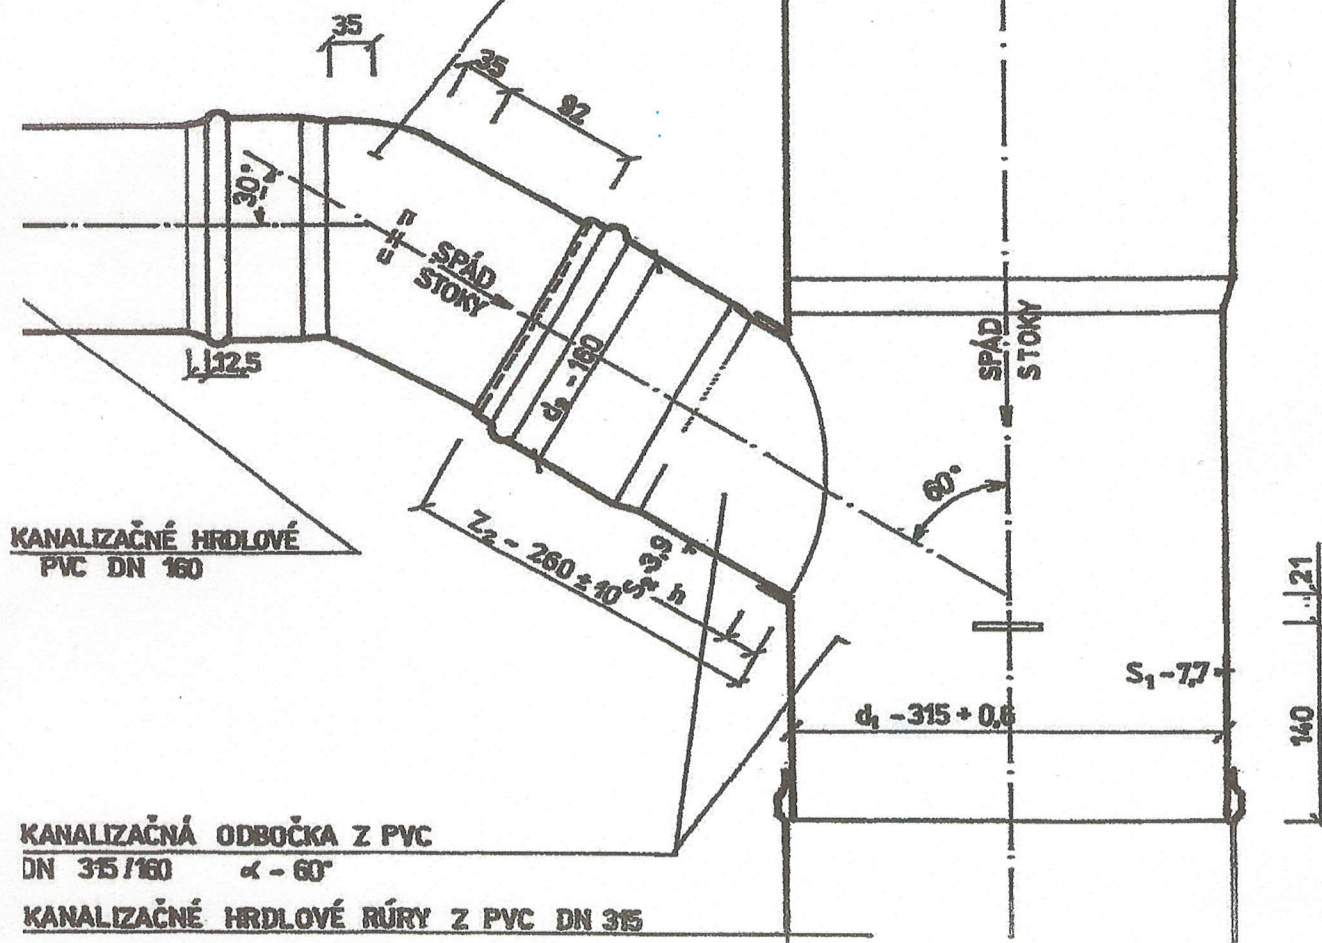 35
35
92
30°
SPÁD
STOKY
12,5
d₂ - 160
SPÁD
STOKY
60°
KANALIZAČNÉ HRDLOVÉ
PVC DN 160
Z₂ - 260 ± 10
S₂-3,9
h
21
S₁-7,7
d₁ - 315 + 0,6
140
KANALIZAČNÁ ODBOČKA Z PVC
DN 315/160 α - 60°
KANALIZAČNÉ HRDLOVÉ RÚRY Z PVC DN 315